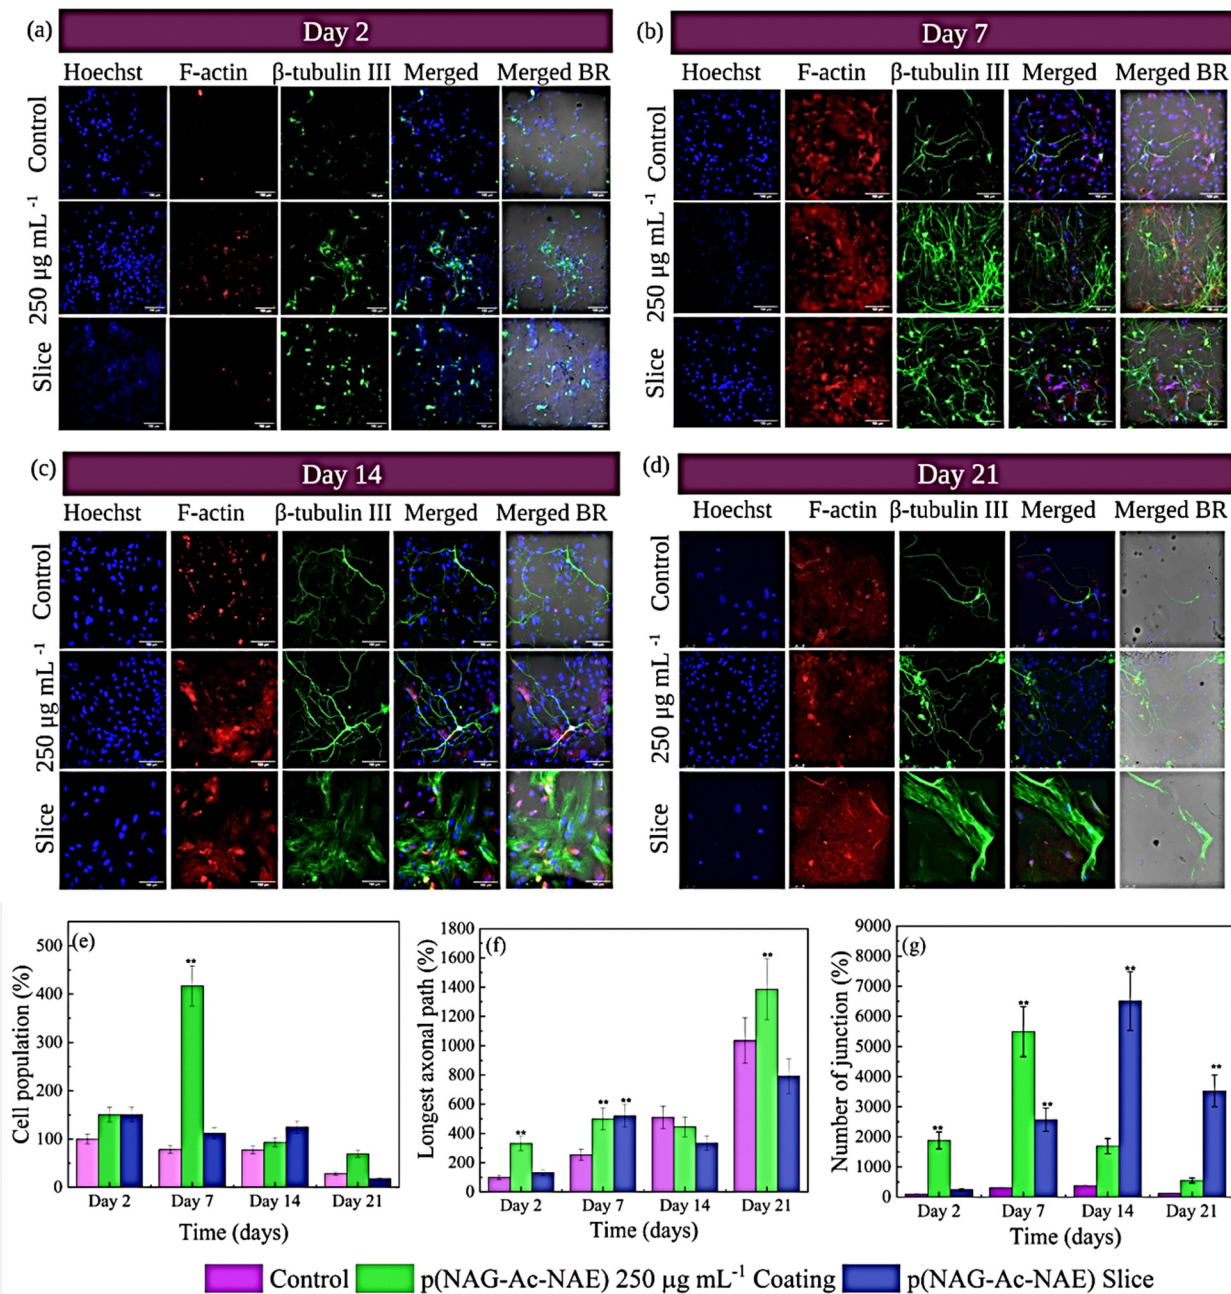 (a) Day 2
Hoechst F-actin β-tubulin III Merged Merged BR
Control
250 μg mL⁻¹
Slice
(b) Day 7
Hoechst F-actin β-tubulin III Merged Merged BR
Control
250 μg mL⁻¹
Slice
(c) Day 14
Hoechst F-actin β-tubulin III Merged Merged BR
Control
250 μg mL⁻¹
Slice
(d) Day 21
Hoechst F-actin β-tubulin III Merged Merged BR
Control
250 μg mL⁻¹
Slice
(e)
Cell population (%)
500
400
300
200
150
100
50
0
**
Day 2 Day 7 Day 14 Day 21
Time (days)
(f)
Longest axonal path (%)
1800
1600
1400
1200
1000
800
600
400
200
0
** ** ** **
Day 2 Day 7 Day 14 Day 21
Time (days)
(g)
Number of junction (%)
9000
8000
7000
6000
5000
4000
3000
2000
1000
0
** ** ** ** **
Day 2 Day 7 Day 14 Day 21
Time (days)
Control p(NAG-Ac-NAE) 250 μg mL⁻¹ Coating p(NAG-Ac-NAE) Slice